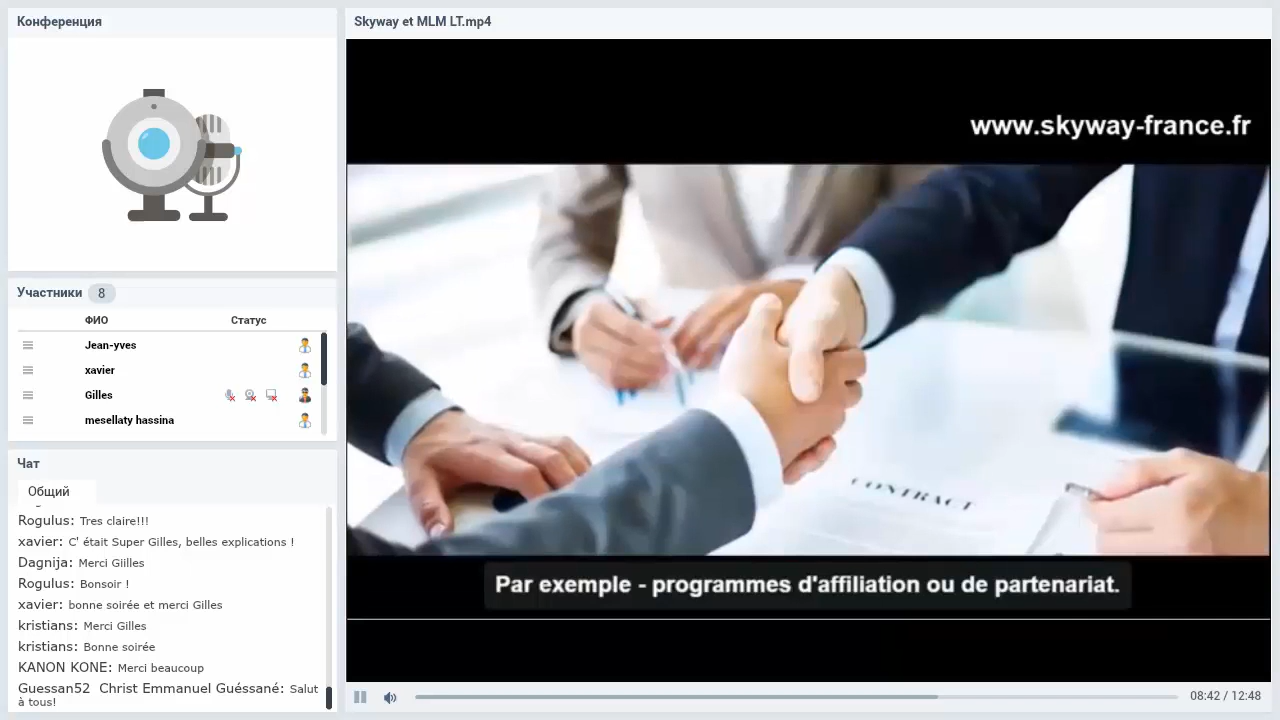 Конференция
Skyway et MLM LT.mp4
www.skyway-france.fr
CONTRACT
Par exemple - programmes d'affiliation ou de partenariat.
08:42 / 12:48
Участники 8
ФИО Статус
Jean-yves
xavier
Gilles
mesellaty hassina
Чат
Общий
Rogulus: Tres claire!!!
xavier: C' était Super Gilles, belles explications !
Dagnija: Merci Giilles
Rogulus: Bonsoir !
xavier: bonne soirée et merci Gilles
kristians: Merci Gilles
kristians: Bonne soirée
KANON KONE: Merci beaucoup
Guessan52 Christ Emmanuel Guéssané: Salut
à tous!